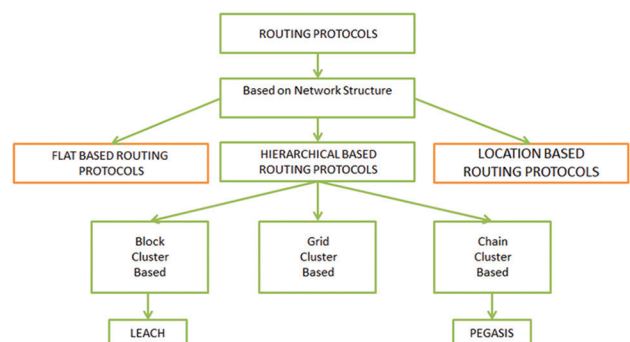 ROUTING PROTOCOLS
Based on Network Structure
FLAT BASED ROUTING
PROTOCOLS
HIERARCHICAL BASED
ROUTING PROTOCOLS
LOCATION BASED
ROUTING PROTOCOLS
Block
Cluster
Based
Grid
Cluster
Based
Chain
Cluster
Based
LEACH
PEGASIS